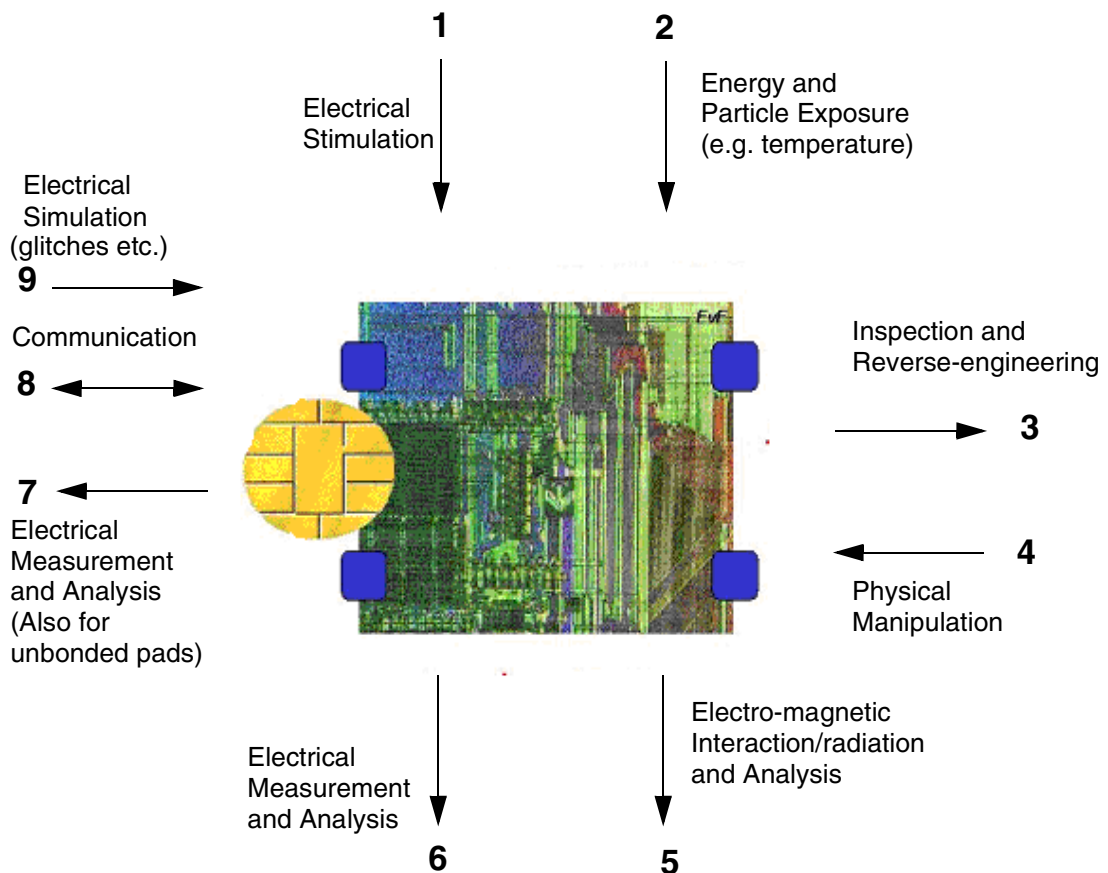 1
2
Electrical
Stimulation
Energy and
Particle Exposure
(e.g. temperature)
Electrical
Simulation
(glitches etc.)
9
Communication
8
7
Electrical
Measurement
and Analysis
(Also for
unbonded pads)
FvF
Inspection and
Reverse-engineering
3
4
Physical
Manipulation
Electrical
Measurement
and Analysis
6
Electro-magnetic
Interaction/radiation
and Analysis
5